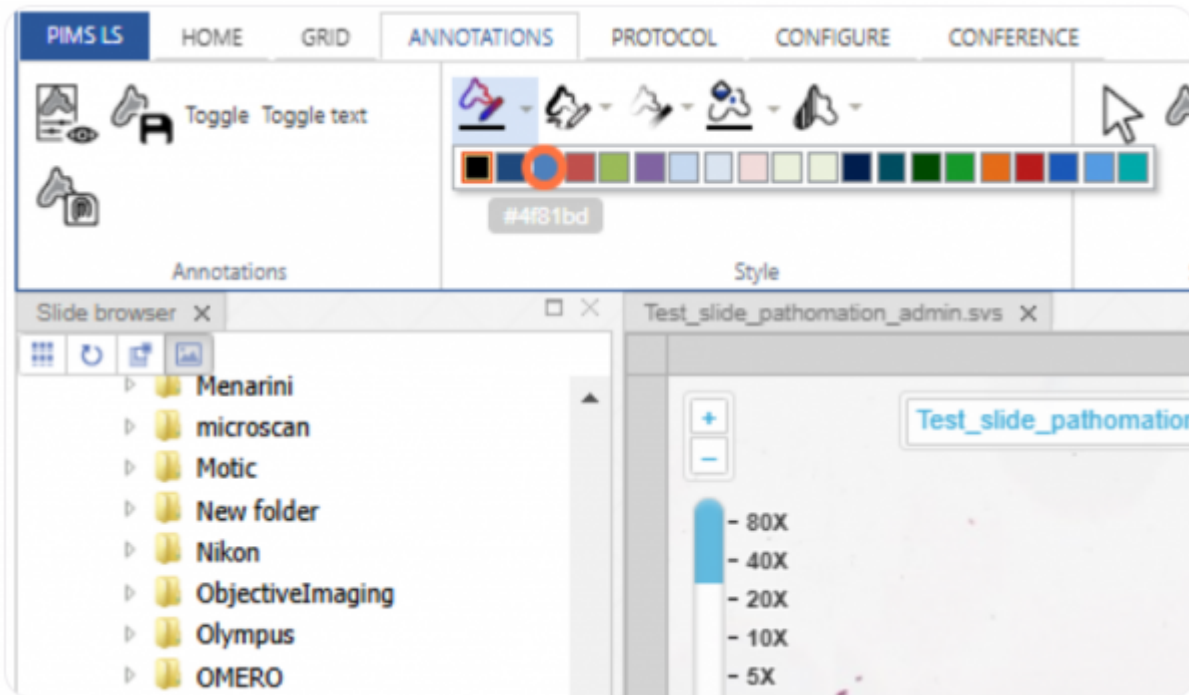 PIMS LS HOME GRID ANNOTATIONS PROTOCOL CONFIGURE CONFERENCE
Toggle Toggle text
#4f81bd
Annotations Style
Slide browser Test_slide_pathomation_admin.svs
Menarini
microscan
Motic
New folder
Nikon
ObjectiveImaging
Olympus
OMERO
Test_slide_pathomation
+
–
- 80X
- 40X
- 20X
- 10X
- 5X